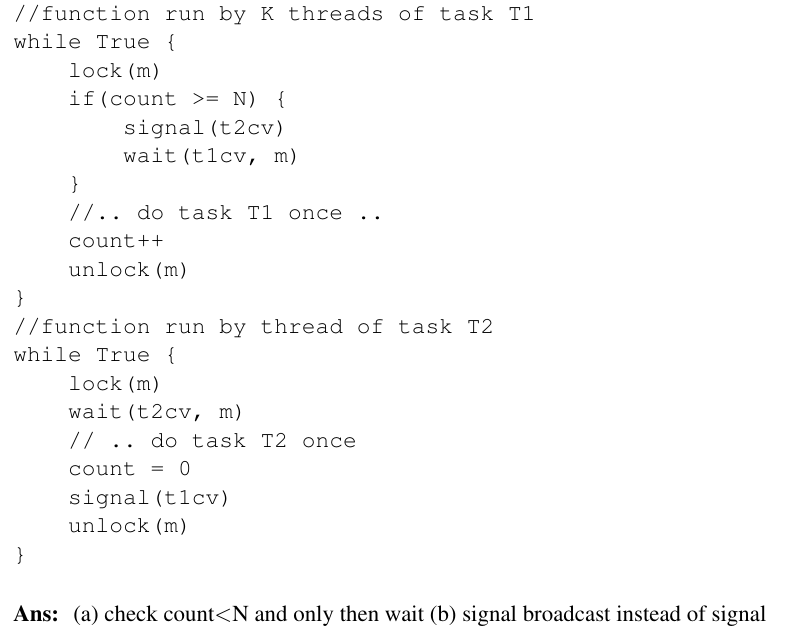 //function run by K threads of task T1
while True {
    lock(m)
    if(count >= N) {
        signal(t2cv)
        wait(t1cv, m)
    }
    //.. do task T1 once ..
    count++
    unlock(m)
}
//function run by thread of task T2
while True {
    lock(m)
    wait(t2cv, m)
    // .. do task T2 once
    count = 0
    signal(t1cv)
    unlock(m)
}
Ans: (a) check count<N and only then wait (b) signal broadcast instead of signal